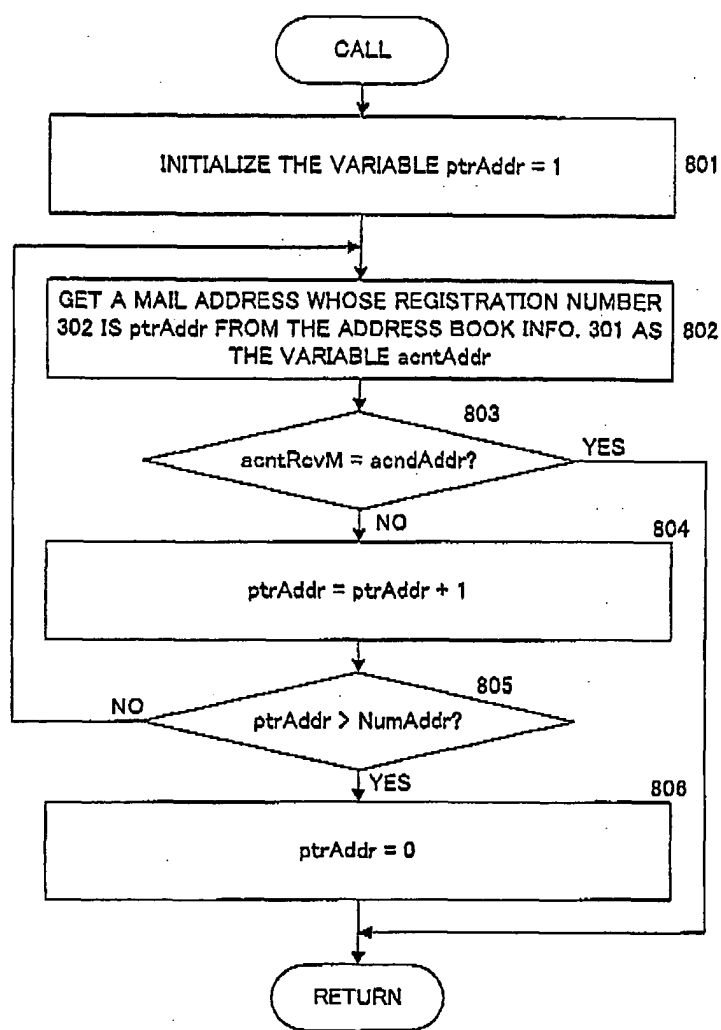 CALL
INITIALIZE THE VARIABLE ptrAddr = 1
801
GET A MAIL ADDRESS WHOSE REGISTRATION NUMBER
302 IS ptrAddr FROM THE ADDRESS BOOK INFO. 301 AS
THE VARIABLE acntAddr
802
803
acntRcvM = acndAddr?
YES
NO
804
ptrAddr = ptrAddr + 1
805
NO
ptrAddr > NumAddr?
YES
806
ptrAddr = 0
RETURN